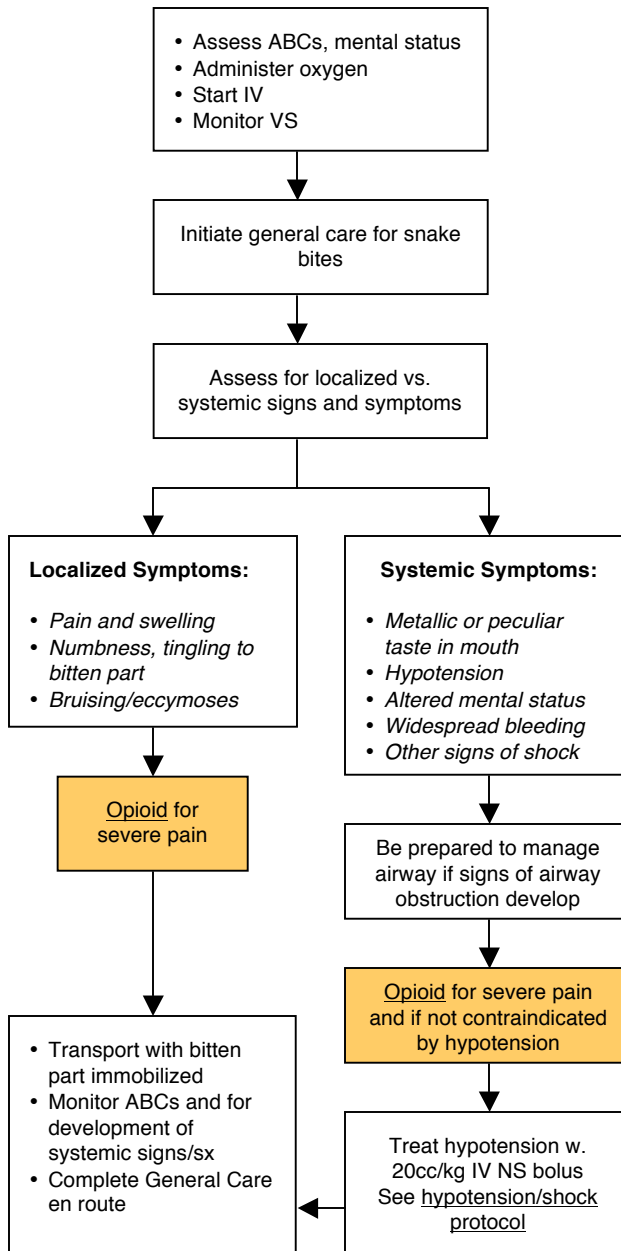 • Assess ABCs, mental status
• Administer oxygen
• Start IV
• Monitor VS
Initiate general care for snake
bites
Assess for localized vs.
systemic signs and symptoms
Localized Symptoms:
• Pain and swelling
• Numbness, tingling to
bitten part
• Bruising/eccymoses
Opioid for
severe pain
Systemic Symptoms:
• Metallic or peculiar
taste in mouth
• Hypotension
• Altered mental status
• Widespread bleeding
• Other signs of shock
Be prepared to manage
airway if signs of airway
obstruction develop
Opioid for severe pain
and if not contraindicated
by hypotension
Treat hypotension w.
20cc/kg IV NS bolus
See hypotension/shock
protocol
• Transport with bitten
part immobilized
• Monitor ABCs and for
development of
systemic signs/sx
• Complete General Care
en route